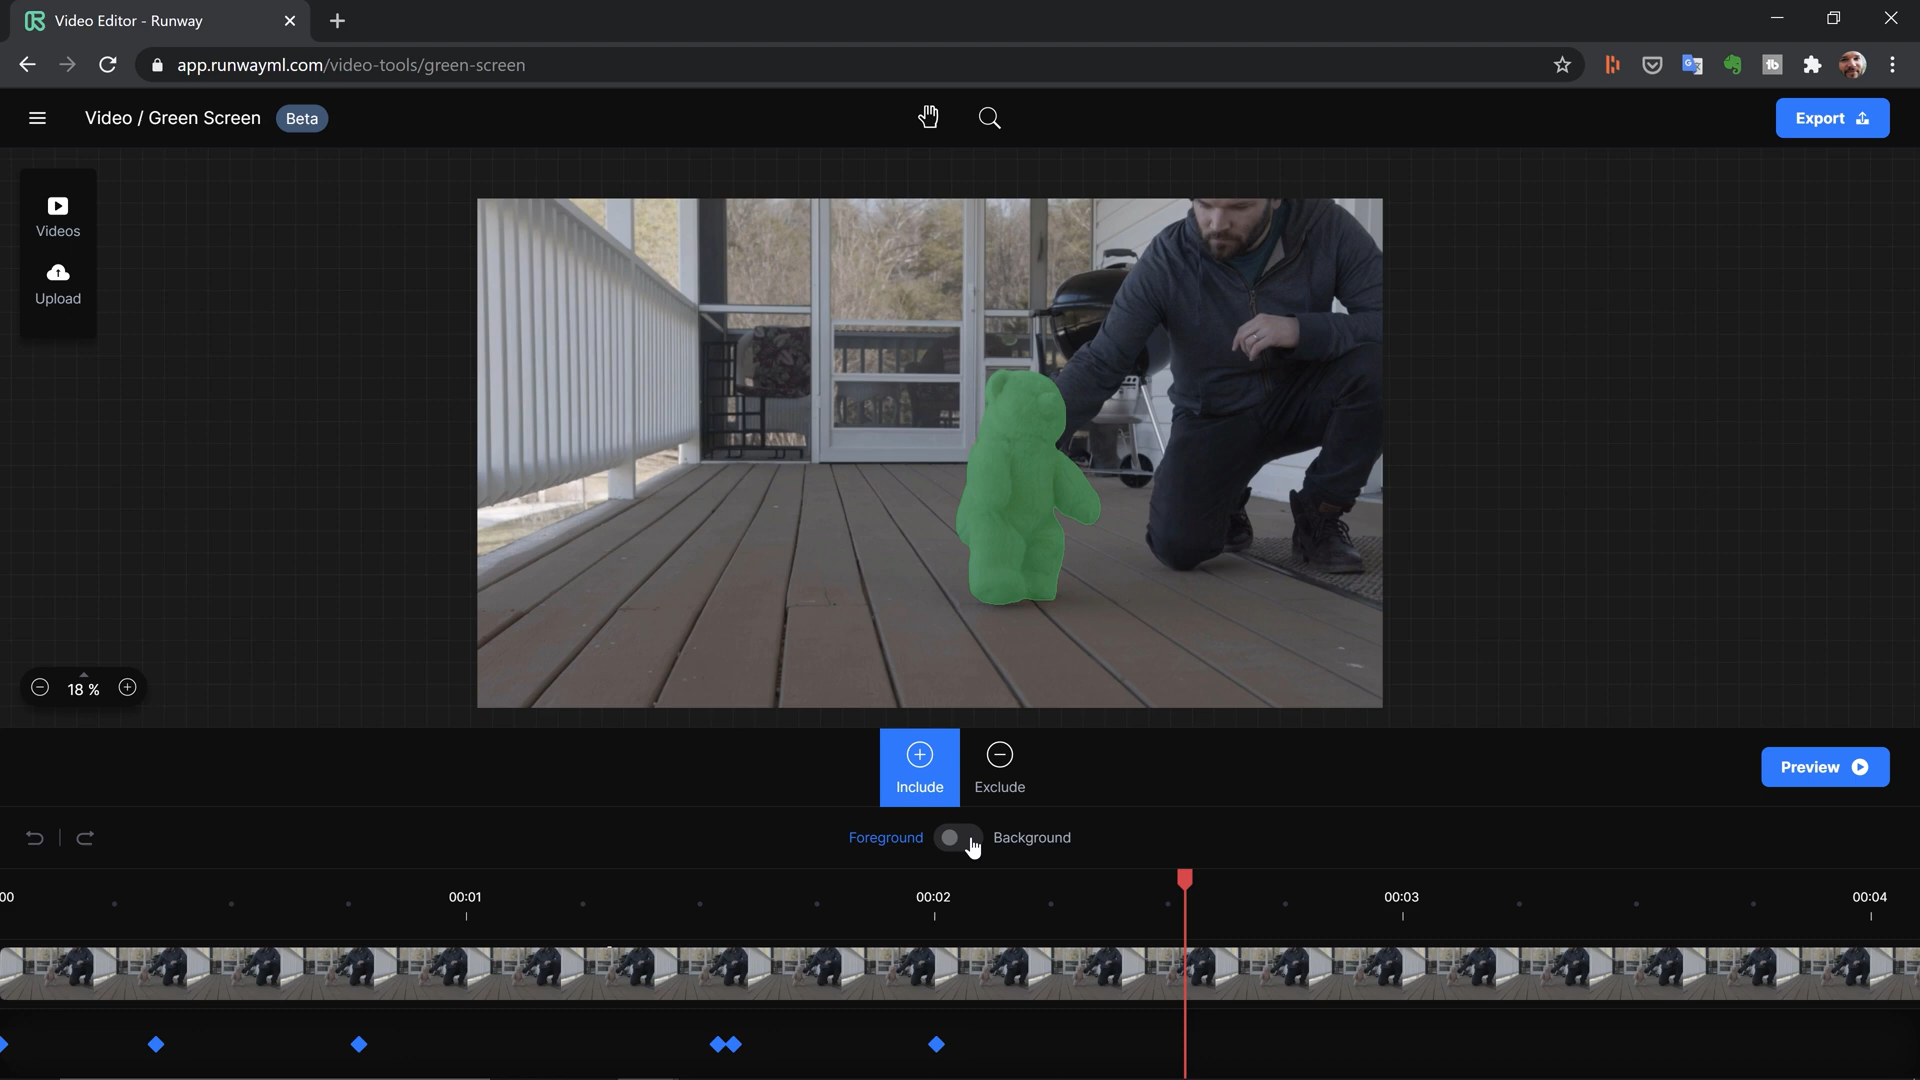 Video Editor - Runway
app.runwayml.com/video-tools/green-screen
Video / Green Screen
Beta
Export
Videos
Upload
18 %
Include
Exclude
Preview
Foreground
Background
00
00:01
00:02
00:03
00:04